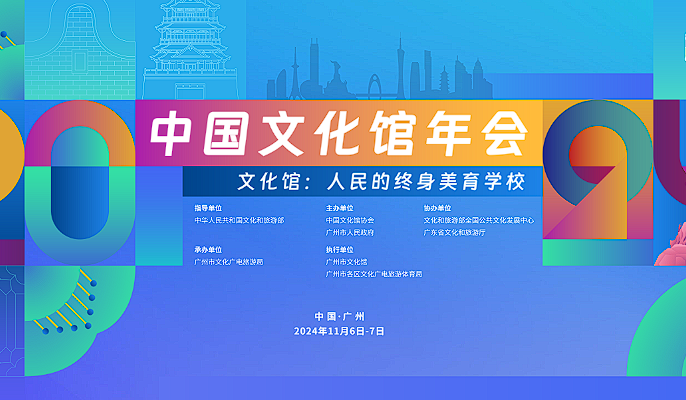 中国文化馆年会
文化馆：人民的终身美育学校
指导单位
中华人民共和国文化和旅游部
主办单位
中国文化馆协会
广州市人民政府
协办单位
文化和旅游部全国公共文化发展中心
广东省文化和旅游厅
承办单位
广州市文化广电旅游局
执行单位
广州市文化馆
广州市各区文化广电旅游体育局
中国·广州
2024年11月6日-7日